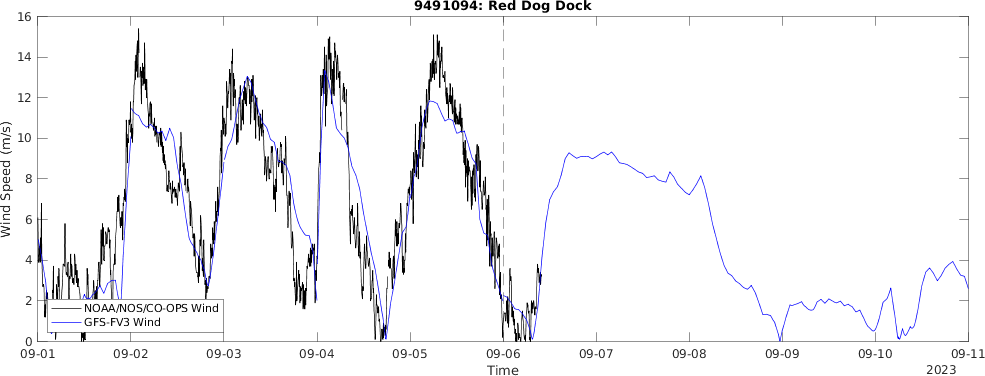 9491094: Red Dog Dock
Wind Speed (m/s)
16
14
12
10
8
6
4
2
0
NOAA/NOS/CO-OPS Wind
GFS-FV3 Wind
09-01 09-02 09-03 09-04 09-05 09-06 09-07 09-08 09-09 09-10 09-11
Time
2023